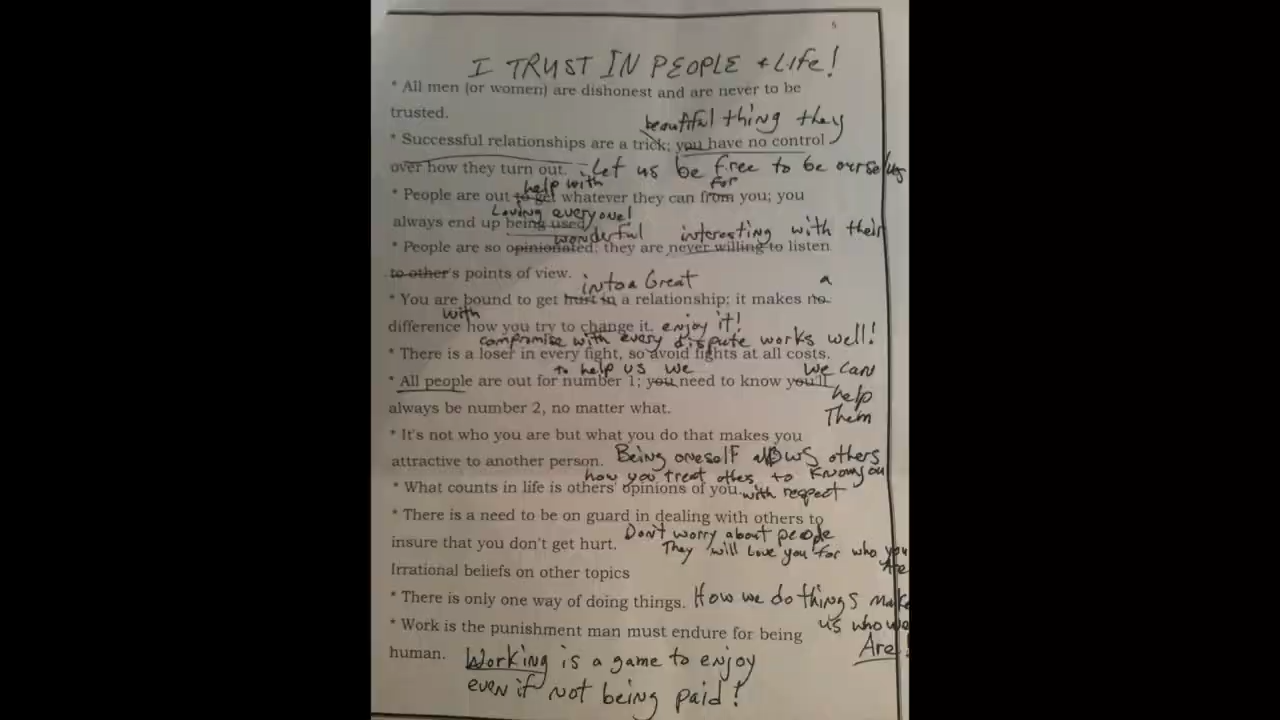 5
I TRUST IN PEOPLE + Life!
* All men (or women) are dishonest and are never to be
trusted.
beautiful thing they
* Successful relationships are a trick; you have no control
over how they turn out. Let us be free to be ourselves
help with for
* People are out to get whatever they can from you; you
Loving everyone!
always end up being used
wonderful interesting with their
* People are so opinionated; they are never willing to listen
to other's points of view.
into a Great a
* You are bound to get hurt in a relationship; it makes no
with
difference how you try to change it. enjoy it!
compromise with every dispute works well!
* There is a loser in every fight, so avoid fights at all costs.
to help us we we can
* All people are out for number 1; you need to know you'll
help
always be number 2, no matter what.
Them
* It's not who you are but what you do that makes you
attractive to another person. Being oneself allows others
how you treat others to know you
* What counts in life is others' opinions of you. with respect
* There is a need to be on guard in dealing with others to
insure that you don't get hurt. Don't worry about people
They will Love you for who you
Are
Irrational beliefs on other topics
* There is only one way of doing things. How we do things make
us who we
* Work is the punishment man must endure for being
Are!
human. Working is a game to enjoy
even if not being paid!